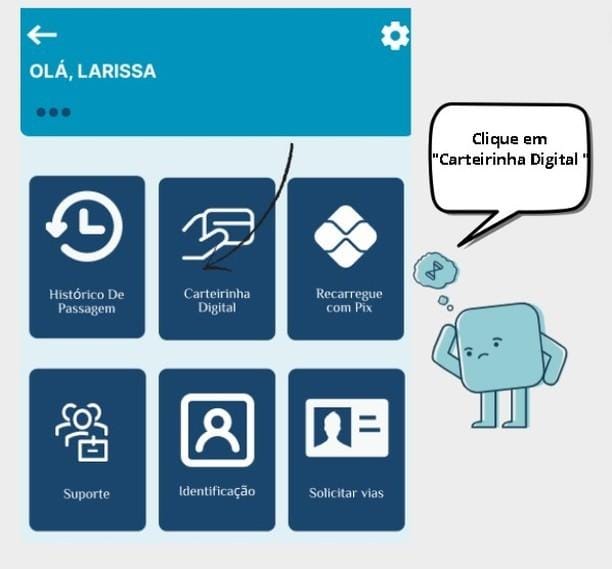 OLÁ, LARISSA
Clique em
"Carteirinha Digital "
Histórico De
Passagem
Carteirinha
Digital
Recarregue
com Pix
Suporte
Identificação
Solicitar vias